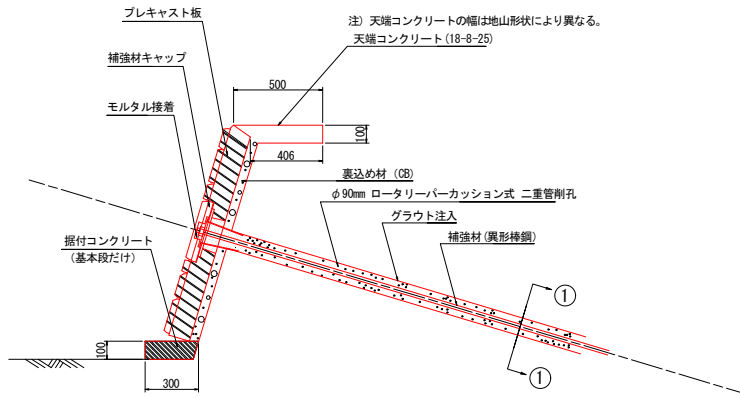 プレキャスト板
注) 天端コンクリートの幅は地山形状により異なる。
天端コンクリート(18-8-25)
補強材キャップ
500
モルタル接着
100
406
裏込め材 (CB)
φ90mm ロータリーパーカッション式 二重管削孔
グラウト注入
補強材(異形棒鋼)
据付コンクリート
(基本段だけ)
①
100
①
300